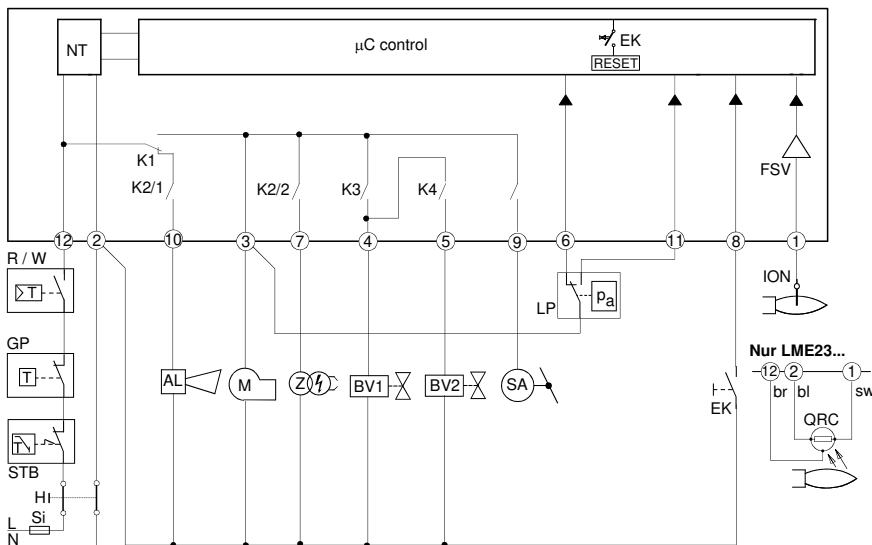 NT
µC control
EK
RESET
K1
K2/1
K2/2
K3
K4
FSV
12 2 10 3 7 4 5 9 6 11 8 1
R / W
T
LP
pa
ION
GP
T
AL
M
Z
BV1
BV2
SA
EK
Nur LME23...
12 2 1
br bl sw
QRC
T
STB
H
L
Si
N